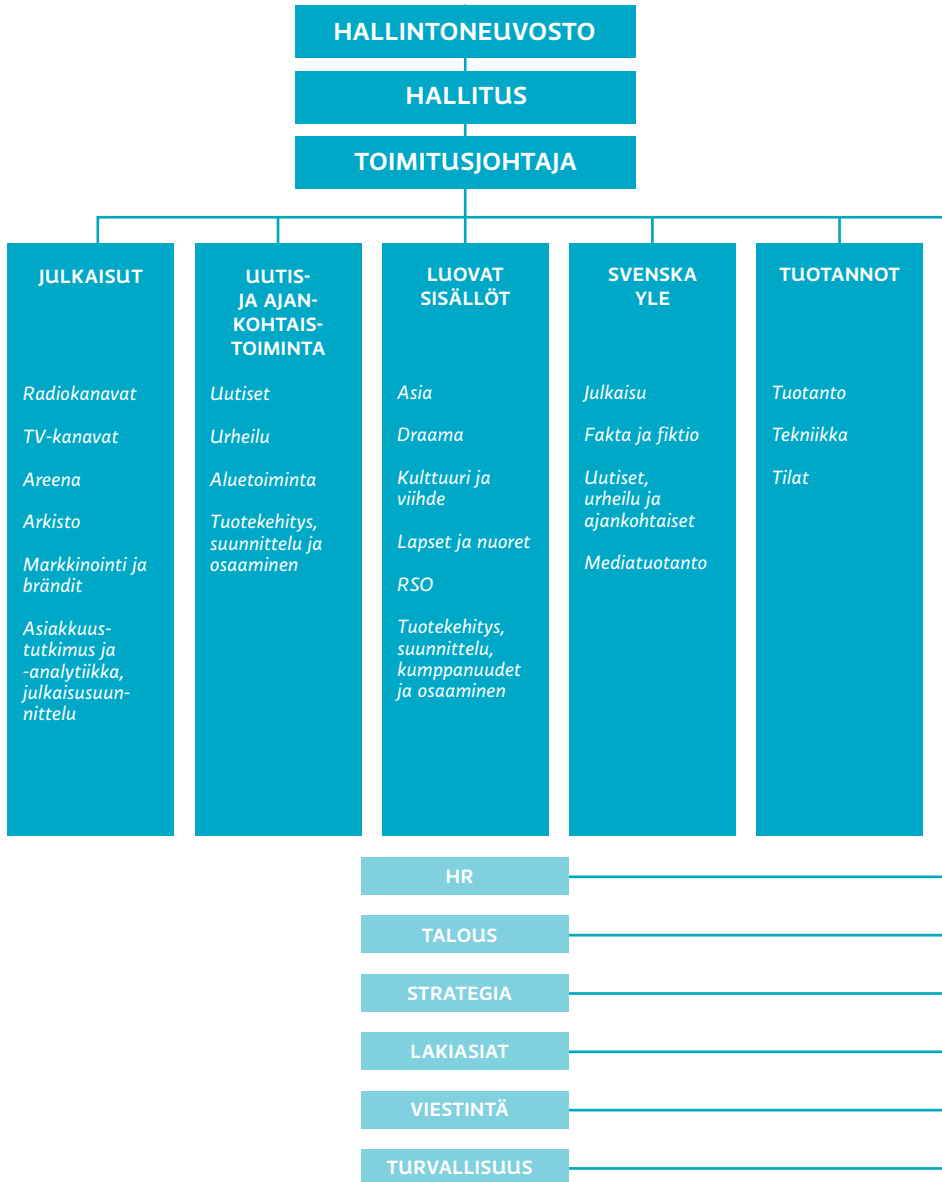 HALLINTONEUVOSTO
HALLITUS
TOIMITUSJOHTAJA
JULKAISUT
Radiokanavat
TV-kanavat
Areena
Arkisto
Markkinointi ja
brändit
Asiakkuus-
tutkimus ja
-analytiikka,
julkaisusuun-
nittelu
UUTIS-
JA AJAN-
KOHTAIS-
TOIMINTA
Uutiset
Urheilu
Aluetoiminta
Tuotekehitys,
suunnittelu ja
osaaminen
LUOVAT
SISÄLLÖT
Asia
Draama
Kulttuuri ja
viihde
Lapset ja nuoret
RSO
Tuotekehitys,
suunnittelu,
kumppanuudet
ja osaaminen
SVENSKA
YLE
Julkaisu
Fakta ja fiktio
Uutiset,
urheilu ja
ajankohtaiset
Mediatuotanto
TUOTANNOT
Tuotanto
Tekniikka
Tilat
HR
TALOUS
STRATEGIA
LAKIASIAT
VIESTINTÄ
TURVALLISUUS